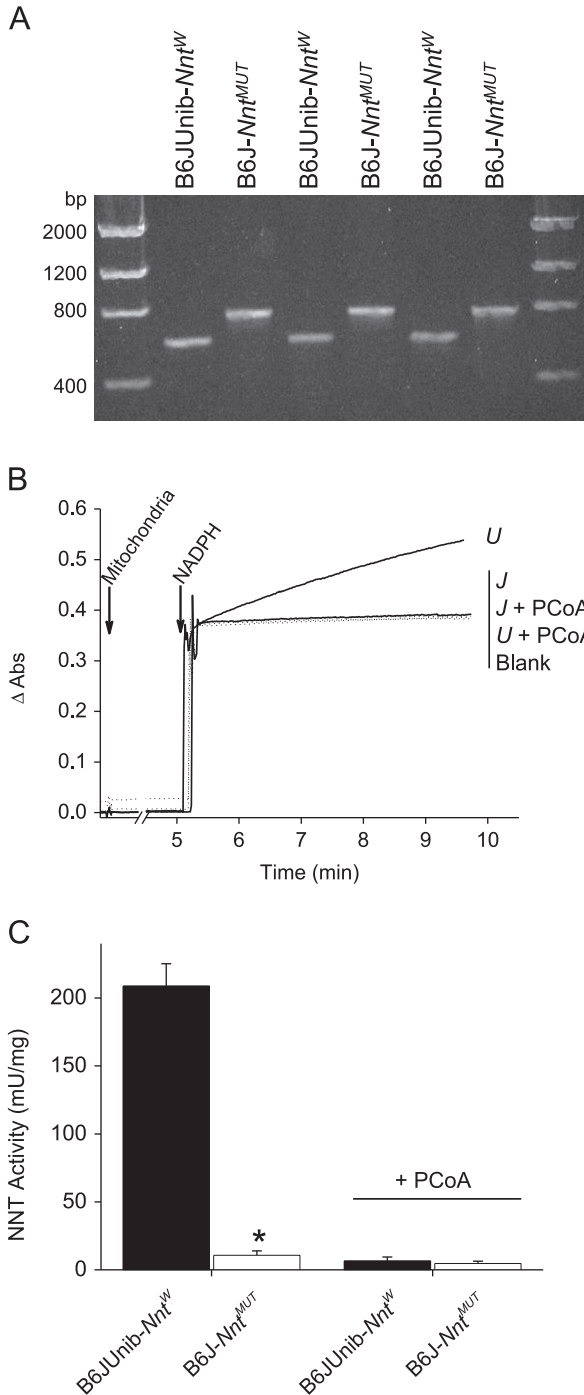 A
B6JUnib-Nnt^W
B6J-Nnt^MUT
B6JUnib-Nnt^W
B6J-Nnt^MUT
B6JUnib-Nnt^W
B6J-Nnt^MUT
bp
2000
1200
800
400
B
Δ Abs
0.6
0.5
0.4
0.3
0.2
0.1
0.0
Mitochondria
NADPH
U
J
J + PCoA
U + PCoA
Blank
5 6 7 8 9 10
Time (min)
C
NNT Activity (mU/mg)
200
150
100
50
0
*
+ PCoA
B6JUnib-Nnt^W
B6J-Nnt^MUT
B6JUnib-Nnt^W
B6J-Nnt^MUT